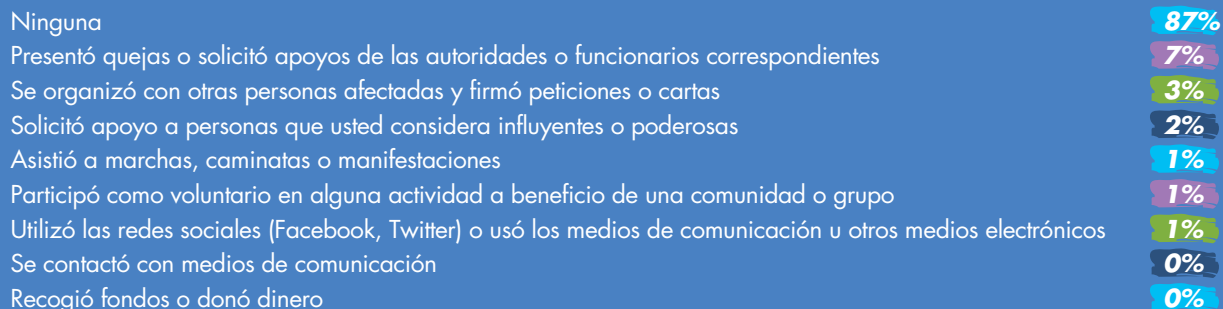 Ninguna 87%
Presentó quejas o solicitó apoyos de las autoridades o funcionarios correspondientes 7%
Se organizó con otras personas afectadas y firmó peticiones o cartas 3%
Solicitó apoyo a personas que usted considera influyentes o poderosas 2%
Asistió a marchas, caminatas o manifestaciones 1%
Participó como voluntario en alguna actividad a beneficio de una comunidad o grupo 1%
Utilizó las redes sociales (Facebook, Twitter) o usó los medios de comunicación u otros medios electrónicos 1%
Se contactó con medios de comunicación 0%
Recogió fondos o donó dinero 0%